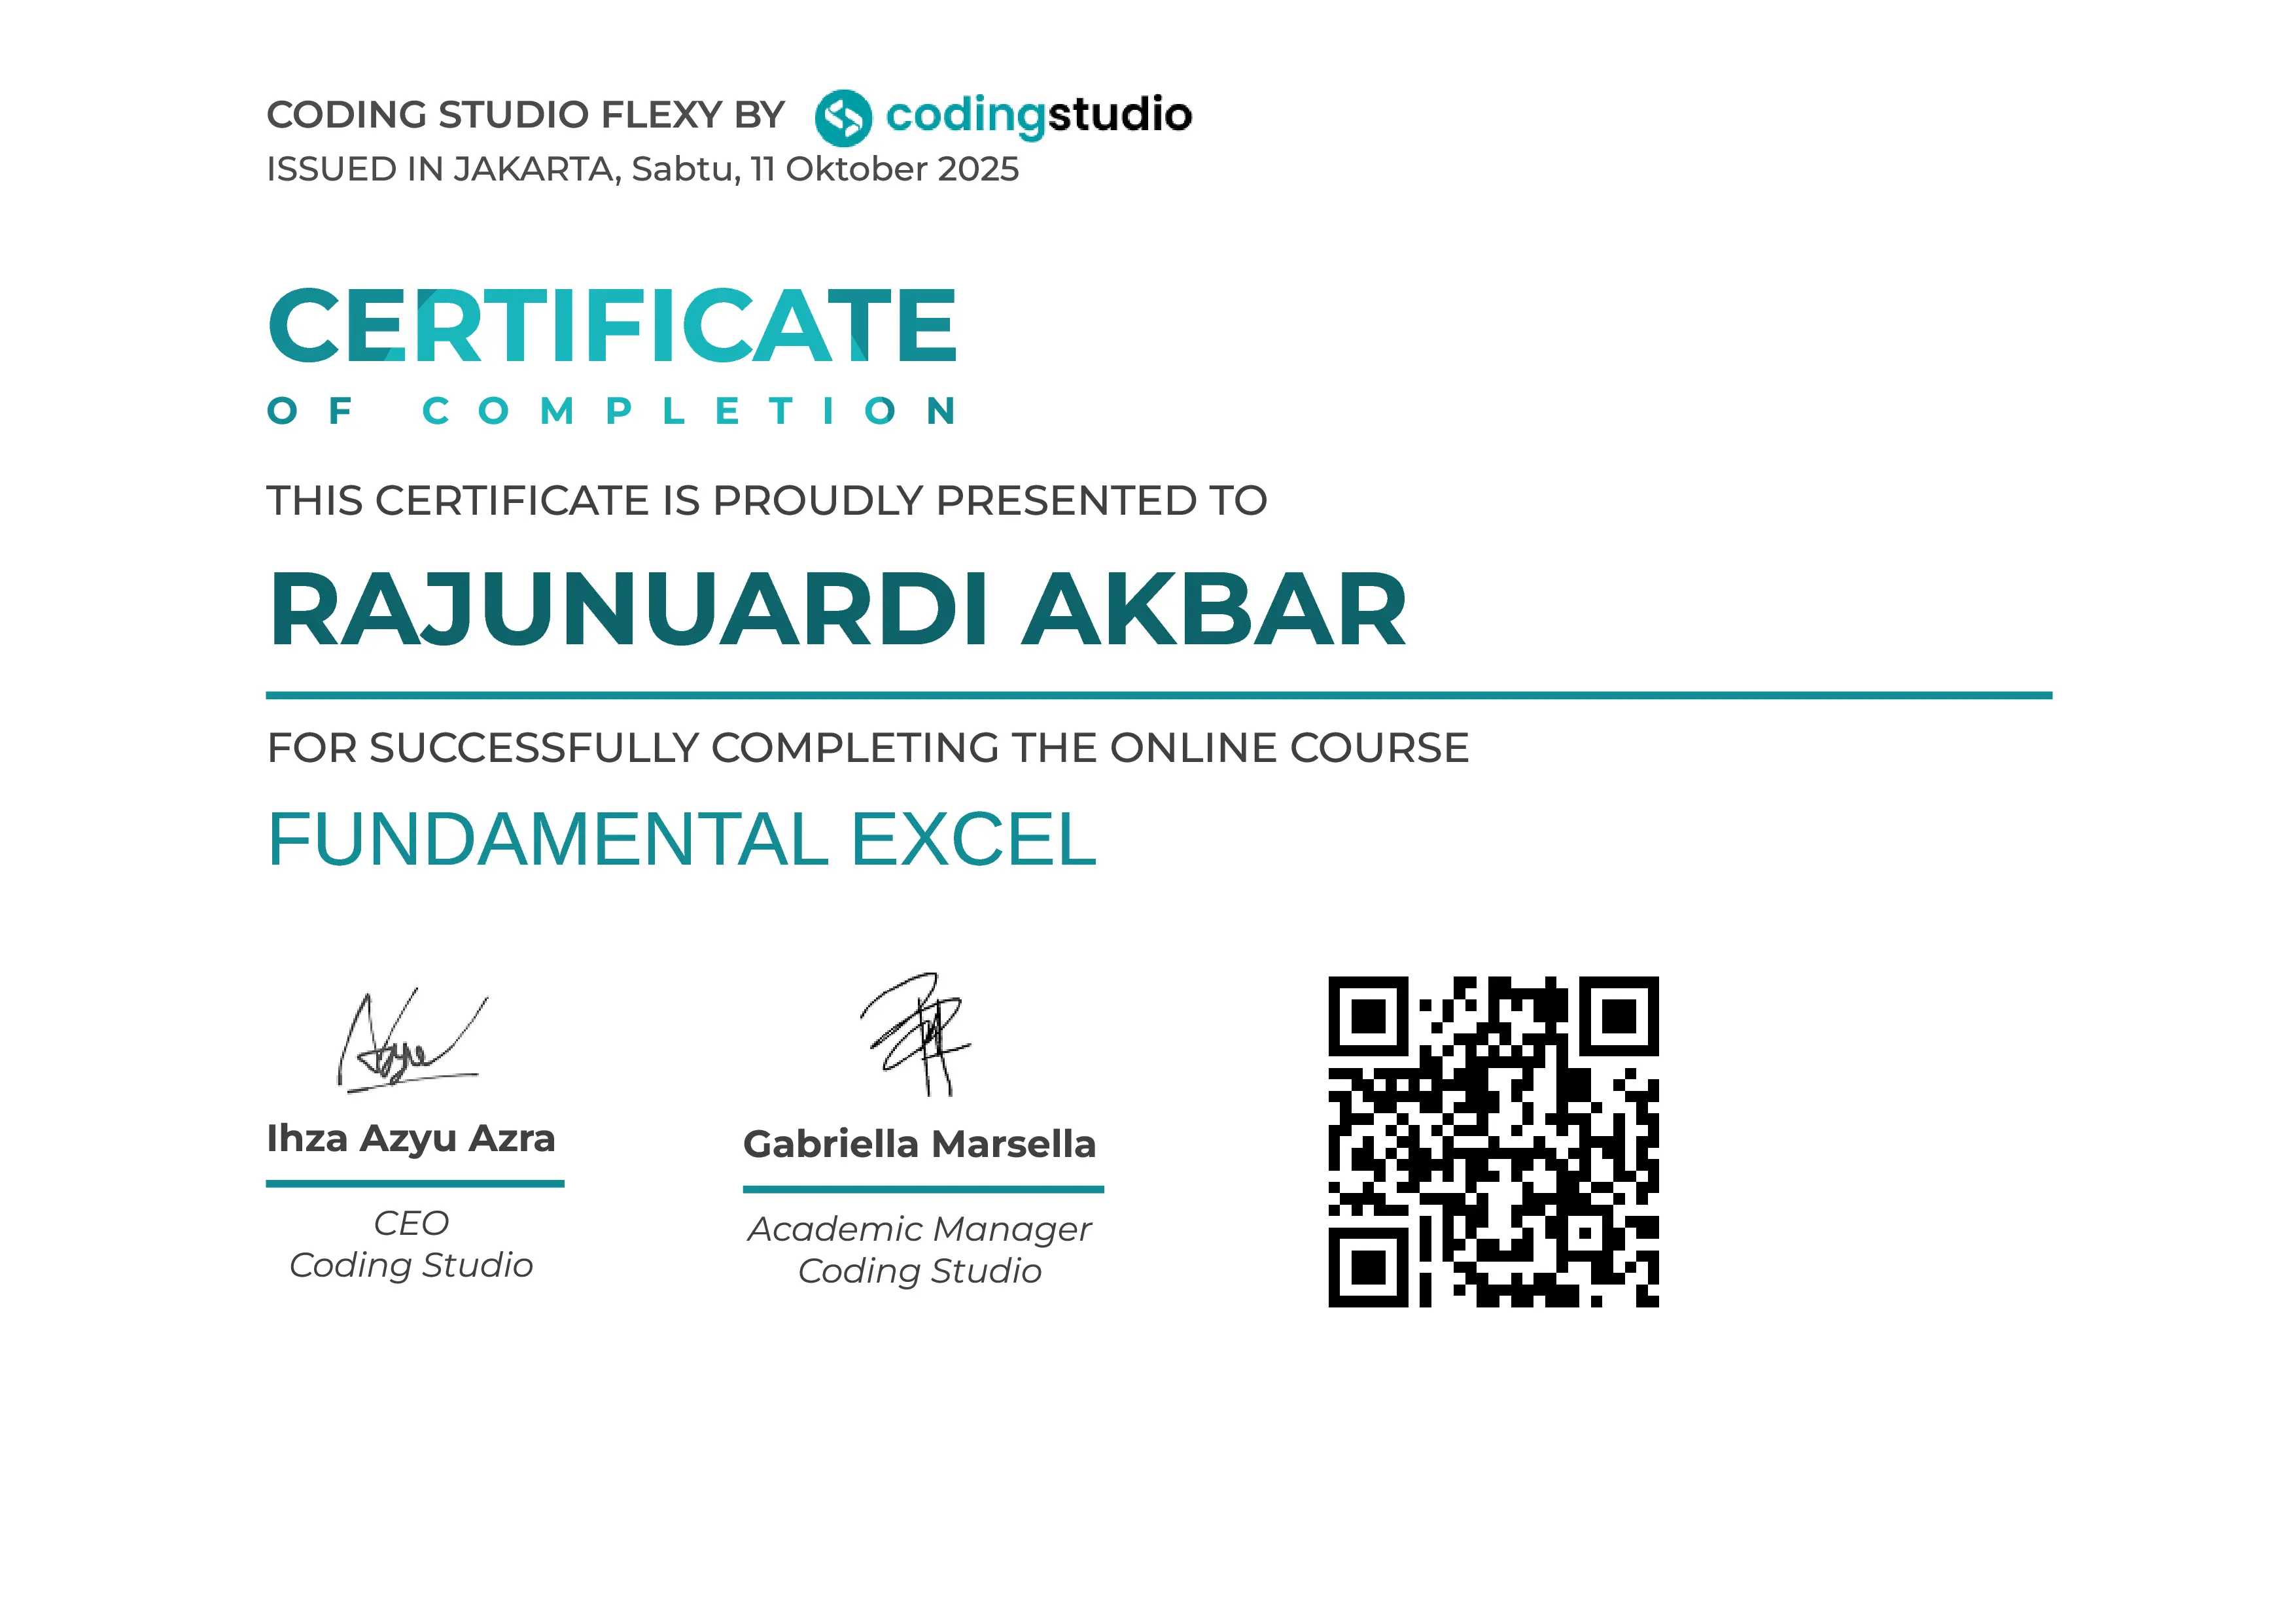 CODING STUDIO FLEXY BY codingstudio
ISSUED IN JAKARTA, Sabtu, 11 Oktober 2025
CERTIFICATE
OF COMPLETION
THIS CERTIFICATE IS PROUDLY PRESENTED TO
RAJUNUARDI AKBAR
FOR SUCCESSFULLY COMPLETING THE ONLINE COURSE
FUNDAMENTAL EXCEL
Ihza Azyu Azra
CEO
Coding Studio
Gabriella Marsella
Academic Manager
Coding Studio